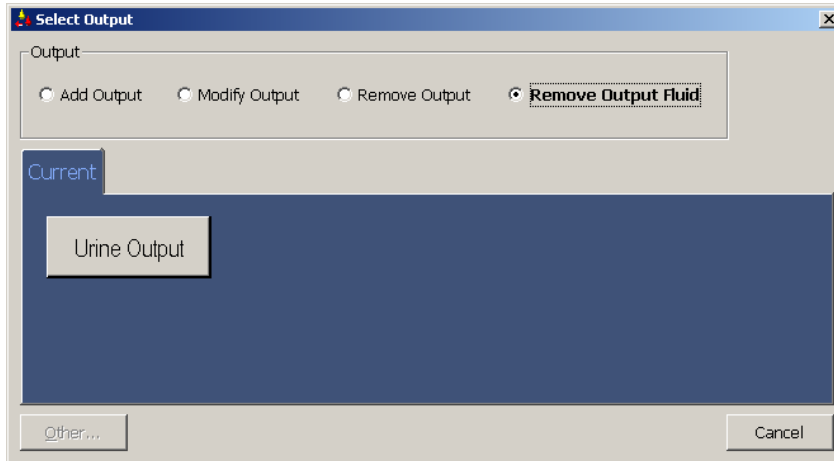 Select Output
Output
Add Output Modify Output Remove Output Remove Output Fluid
Current
Urine Output
Other... Cancel